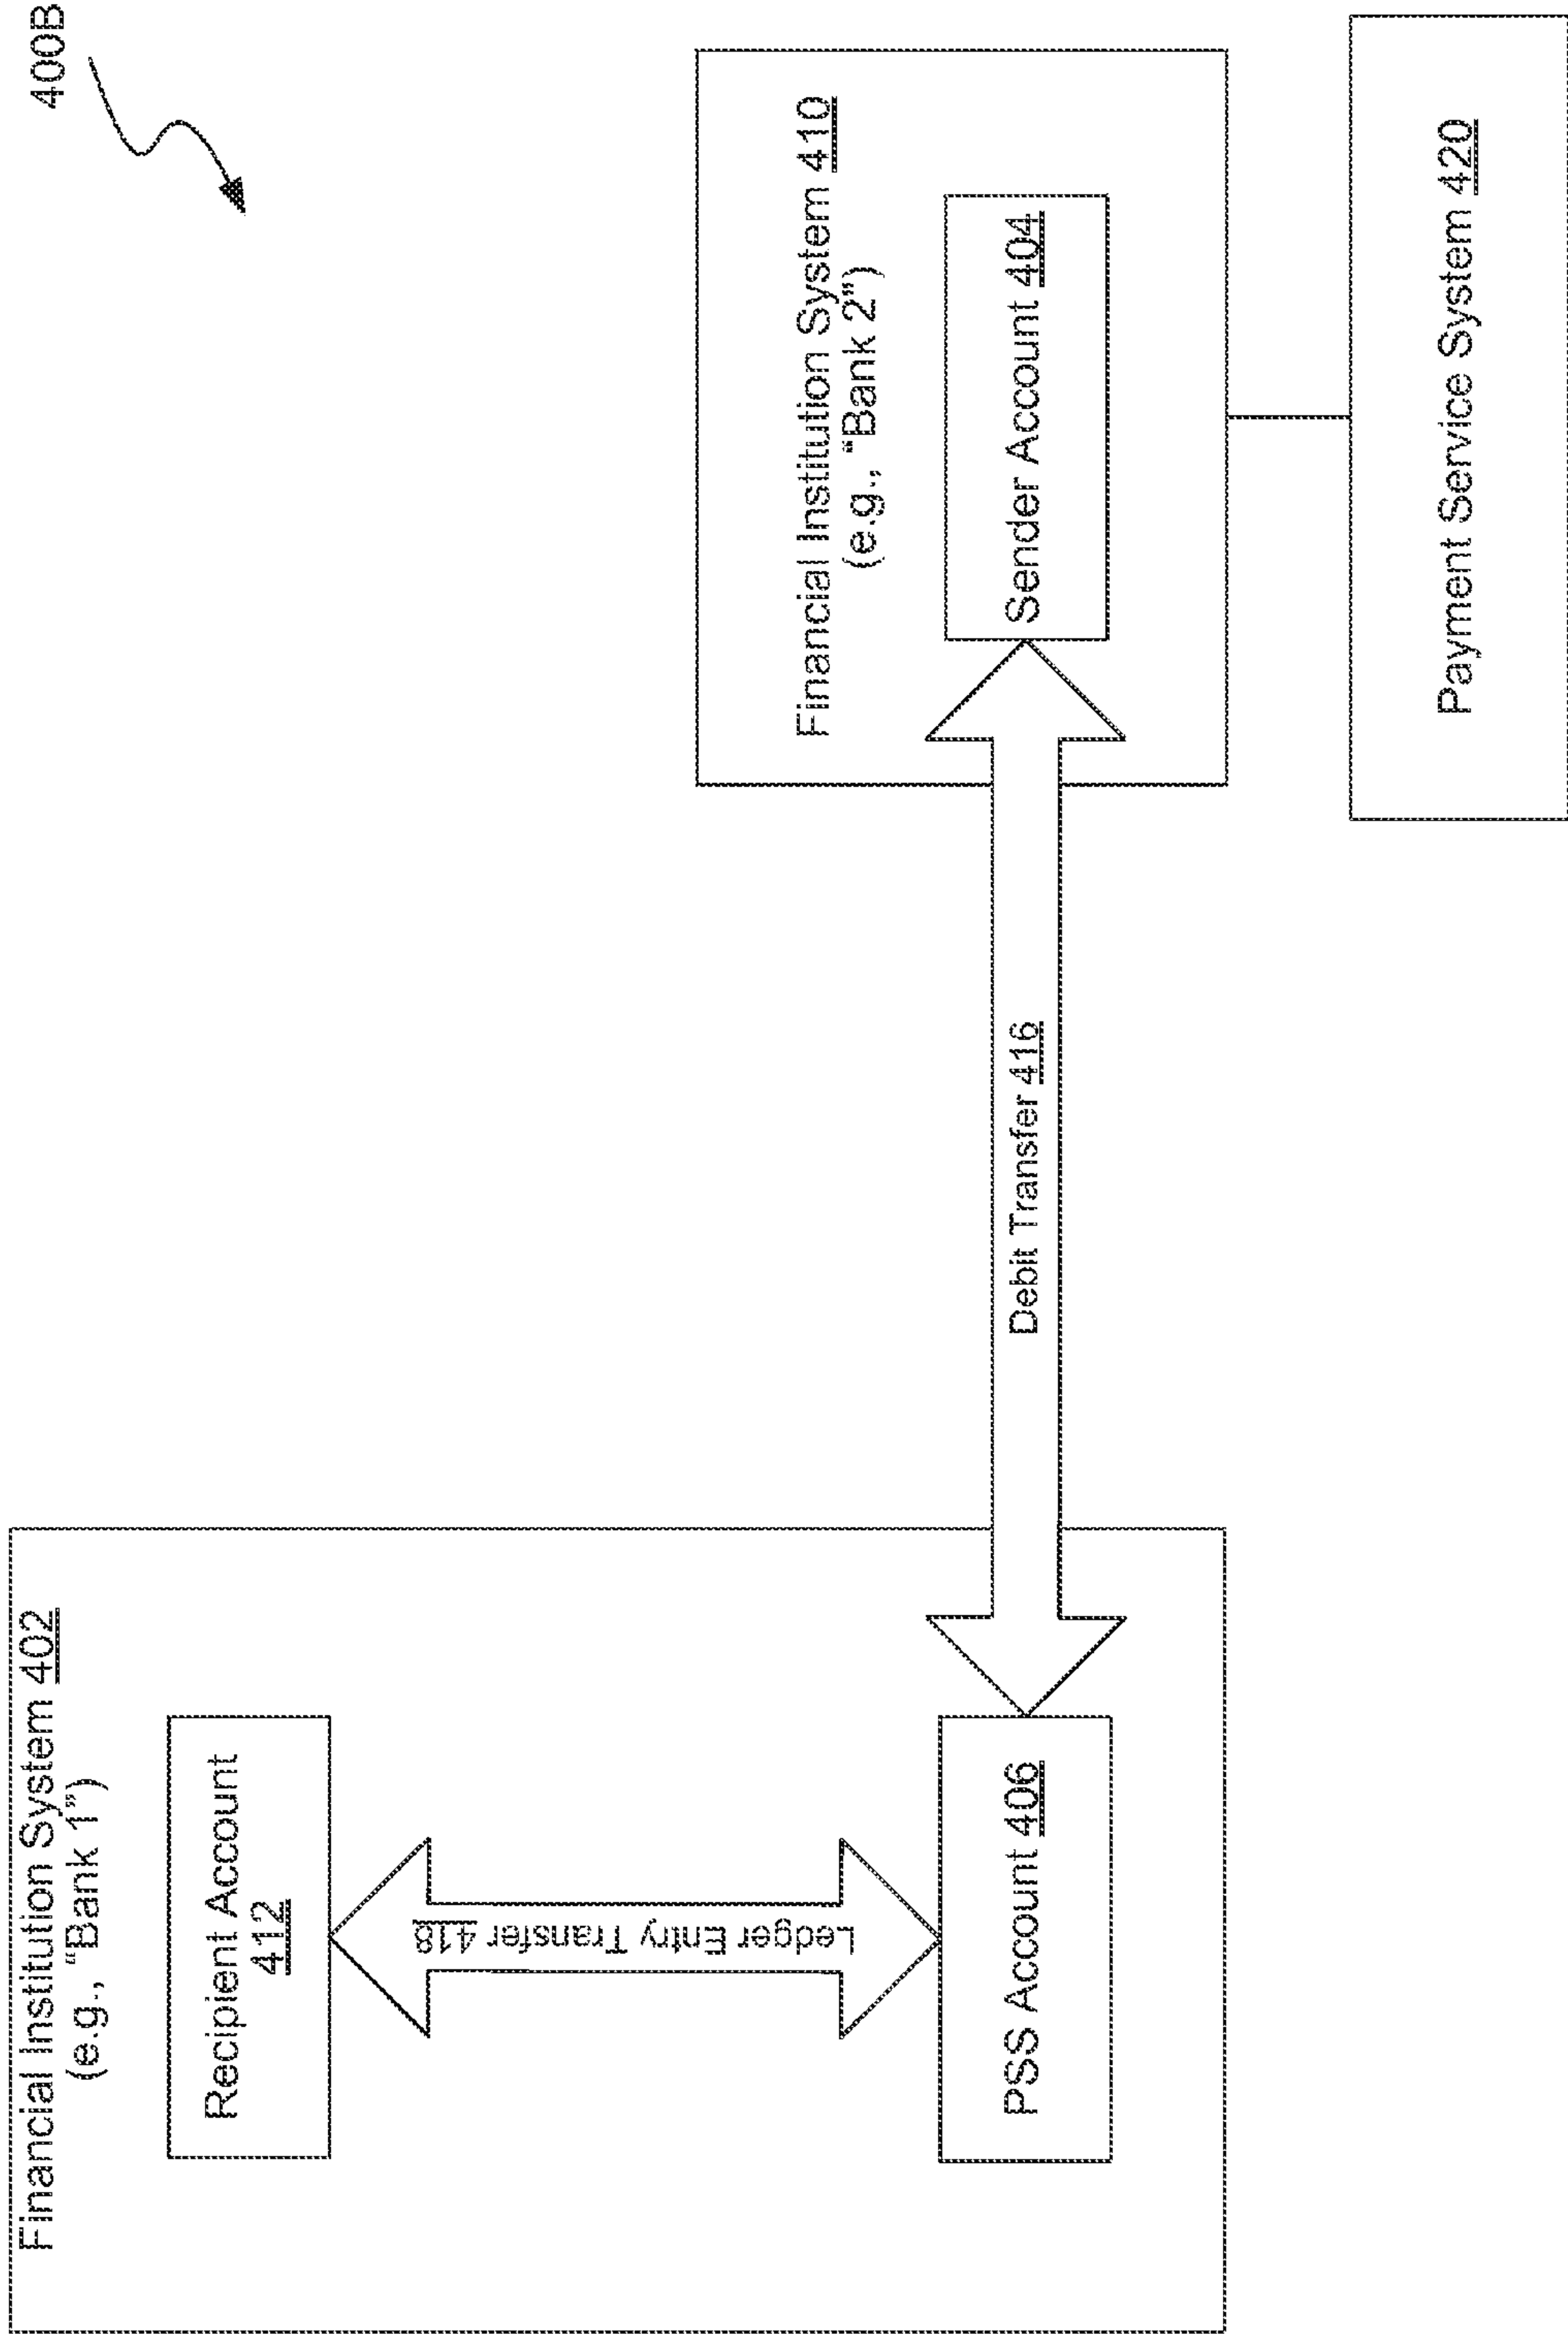 400B
Financial Institution System 402
(e.g., "Bank 1")
Recipient Account
412
Ledger Entry Transfer 418
PSS Account 406
Debit Transfer 416
Financial Institution System 410
(e.g., "Bank 2")
Sender Account 404
Payment Service System 420